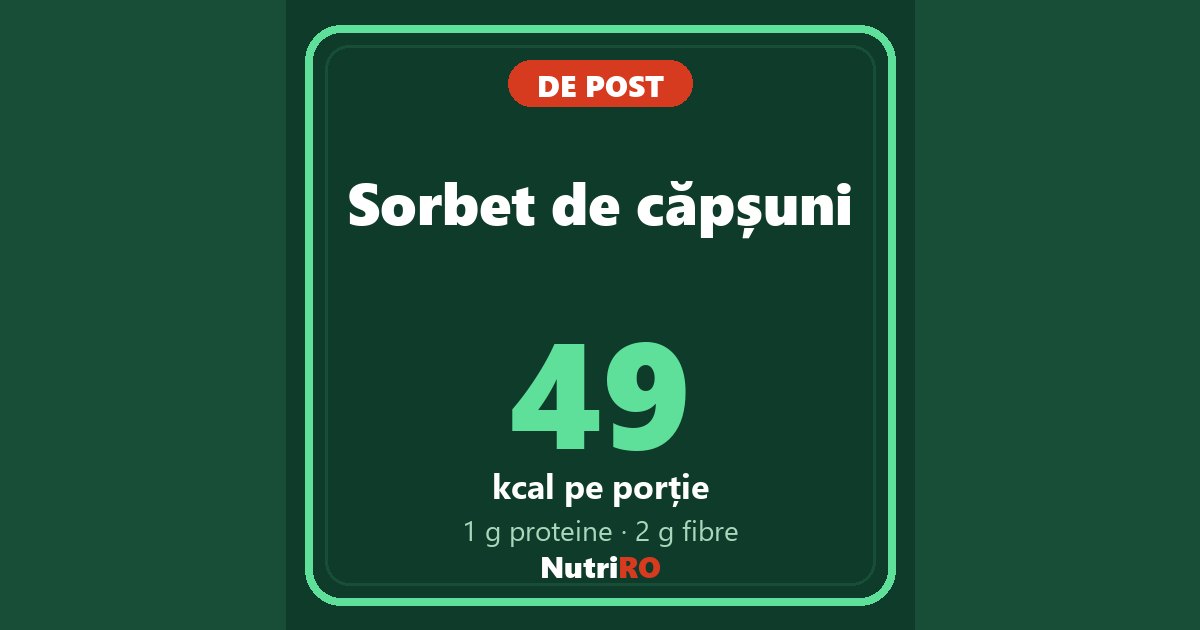 DE POST
Sorbet de căpșuni
49
kcal pe porție
1 g proteine · 2 g fibre
NutriRO